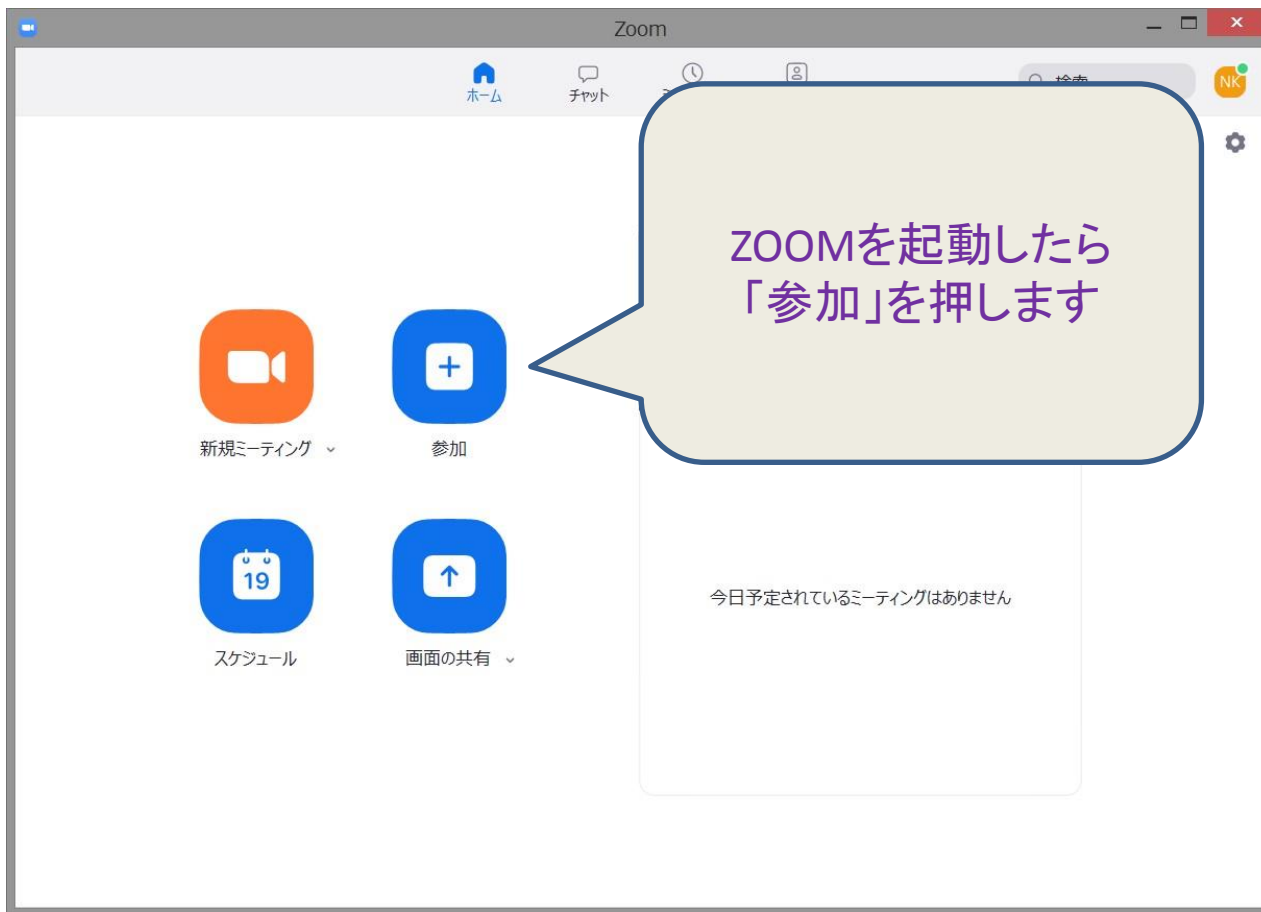 Zoom
ホーム
チャット
検索
NK
ZOOMを起動したら
「参加」を押します
新規ミーティング
参加
19
スケジュール
画面の共有
今日予定されているミーティングはありません